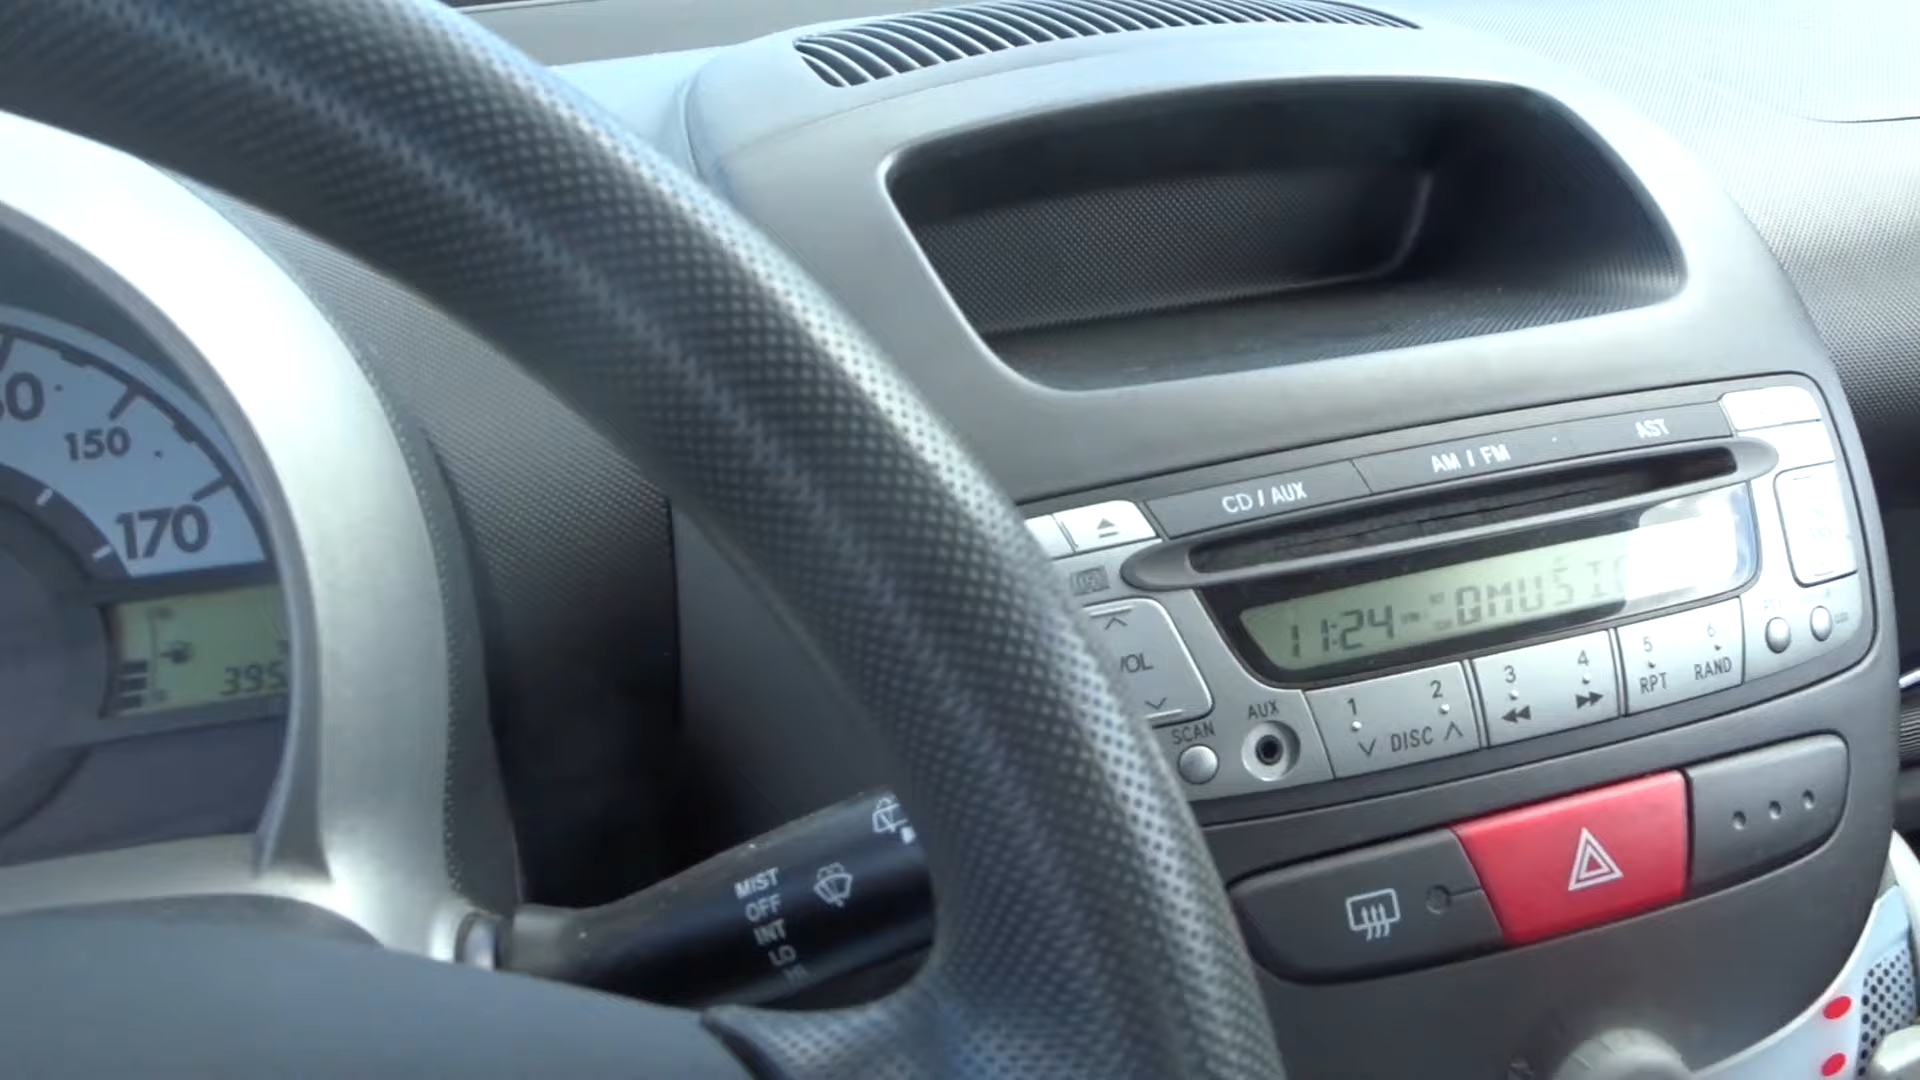 150
170
395
CD / AUX
AM / FM
AST
11:24
VOL
SCAN
AUX
1
2
DISC
3
4
5
RPT
6
RAND
MIST
OFF
INT
LO